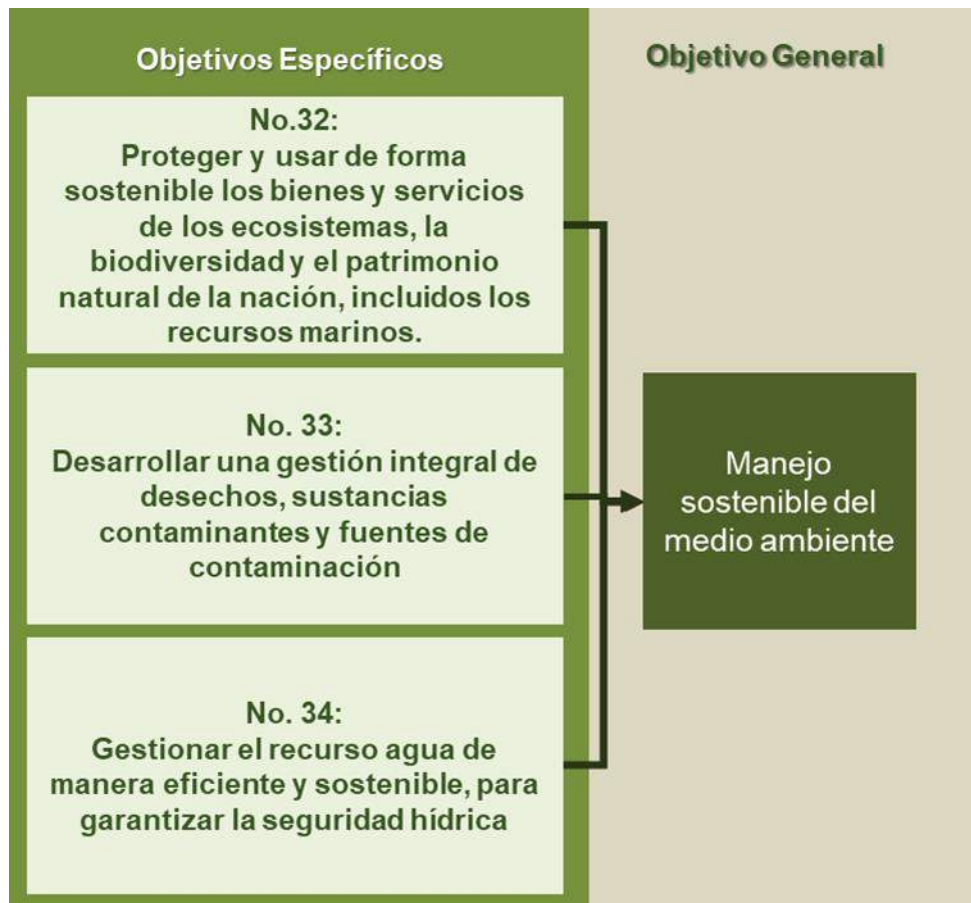 Objetivos Específicos
Objetivo General
No.32:
Proteger y usar de forma
sostenible los bienes y servicios
de los ecosistemas, la
biodiversidad y el patrimonio
natural de la nación, incluidos los
recursos marinos.
No. 33:
Desarrollar una gestión integral de
desechos, sustancias
contaminantes y fuentes de
contaminación
No. 34:
Gestionar el recurso agua de
manera eficiente y sostenible, para
garantizar la seguridad hídrica
Manejo
sostenible del
medio ambiente